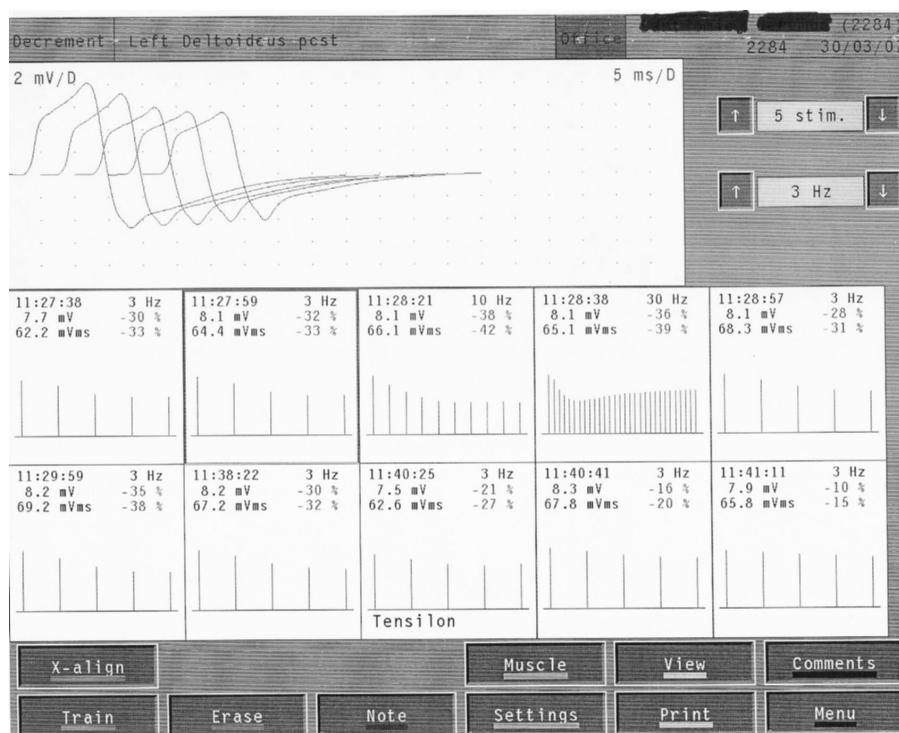 Decrement Left Deltoideus post Office (2284)
2284 30/03/07
2 mV/D 5 ms/D
↑ 5 stim. ↓
↑ 3 Hz ↓
11:27:38 3 Hz
7.7 mV -30 %
62.2 mVms -33 %
11:27:59 3 Hz
8.1 mV -32 %
64.4 mVms -33 %
11:28:21 10 Hz
8.1 mV -38 %
66.1 mVms -42 %
11:28:38 30 Hz
8.1 mV -36 %
65.1 mVms -39 %
11:28:57 3 Hz
8.1 mV -28 %
68.3 mVms -31 %
11:29:59 3 Hz
8.2 mV -35 %
69.2 mVms -38 %
11:38:22 3 Hz
8.2 mV -30 %
67.2 mVms -32 %
11:40:25 3 Hz
7.5 mV -21 %
62.6 mVms -27 %
Tensilon
11:40:41 3 Hz
8.3 mV -16 %
67.8 mVms -20 %
11:41:11 3 Hz
7.9 mV -10 %
65.8 mVms -15 %
X-align Muscle View Comments
Train Erase Note Settings Print Menu